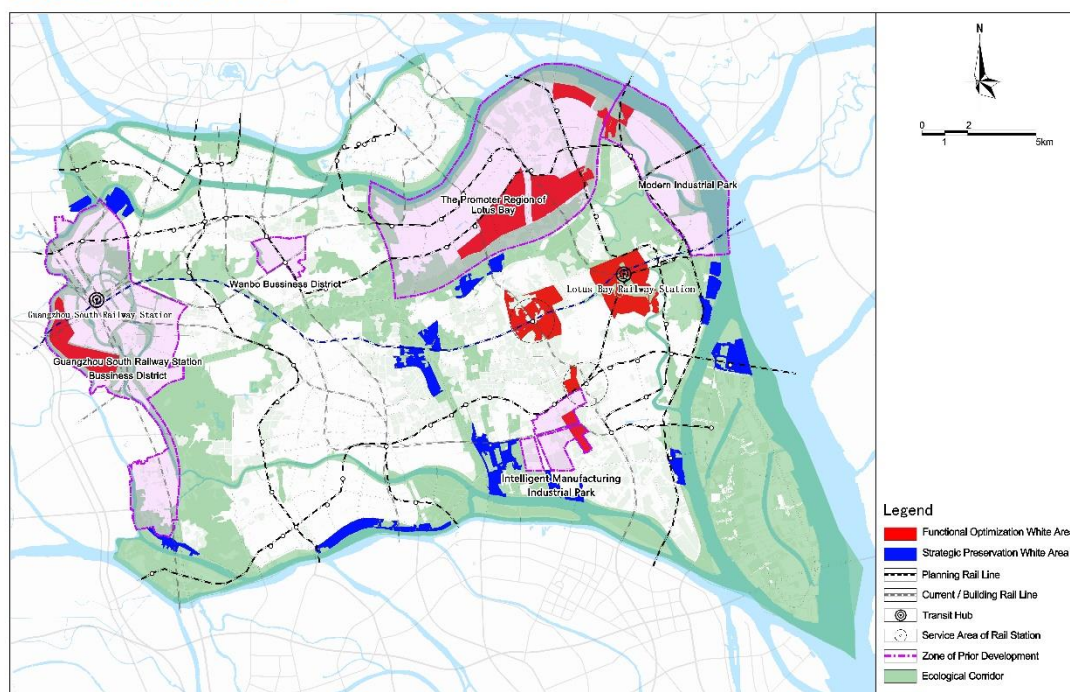 N
0 2
1 5km
Modern Industrial Park
The Promoter Region of
Lotus Bay
Wanbo Bussiness District
Lotus Bay Railway Station
Guangzhou South Railway Station
Guangzhou South Railway Station
Bussiness District
Intelligent Manufacturing
Industrial Park
Legend
Functional Optimization White Area
Strategic Preservation White Area
Planning Rail Line
Current / Building Rail Line
Transit Hub
Service Area of Rail Station
Zone of Prior Development
Ecological Corridor